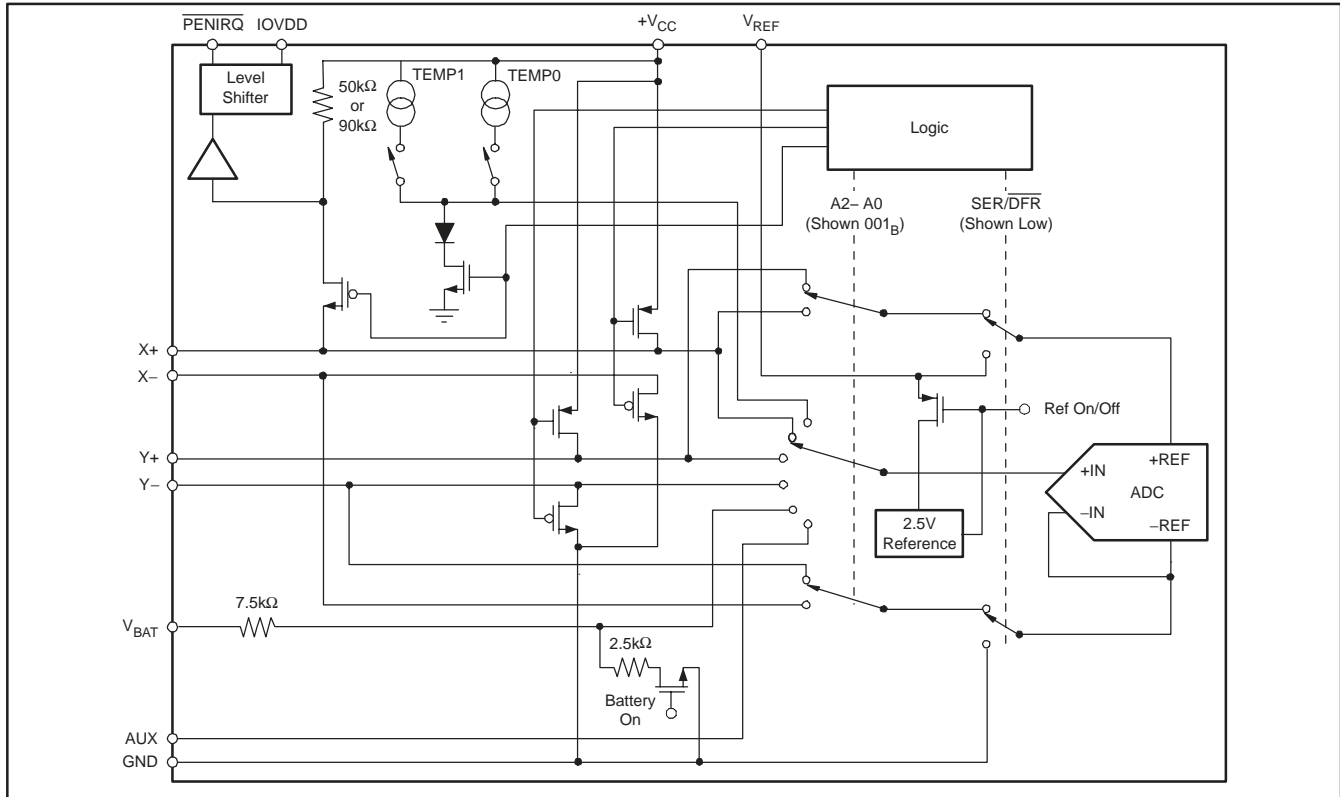 PENIRQ IOVDD
+VCC
VREF
Level
Shifter
50kΩ
or
90kΩ
TEMP1
TEMP0
Logic
A2– A0
(Shown 001B)
SER/DFR
(Shown Low)
X+
X–
Y+
Y–
Ref On/Off
+IN
+REF
ADC
–IN
–REF
2.5V
Reference
7.5kΩ
VBAT
2.5kΩ
Battery
On
AUX
GND